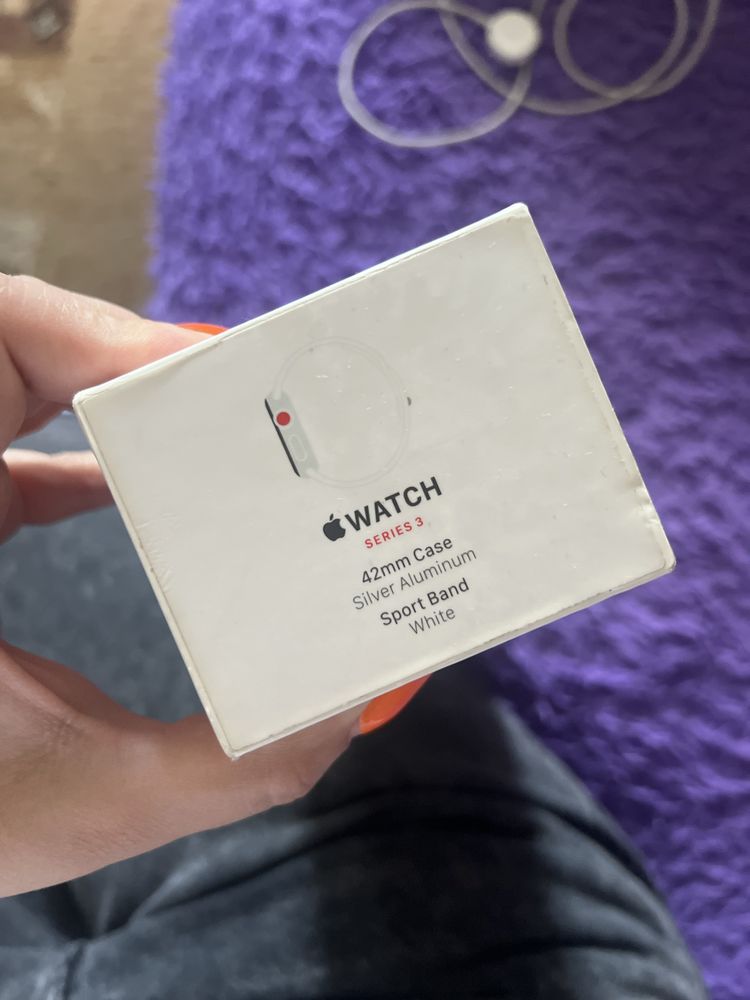 WATCH
SERIES 3
42mm Case
Silver Aluminum
Sport Band
White